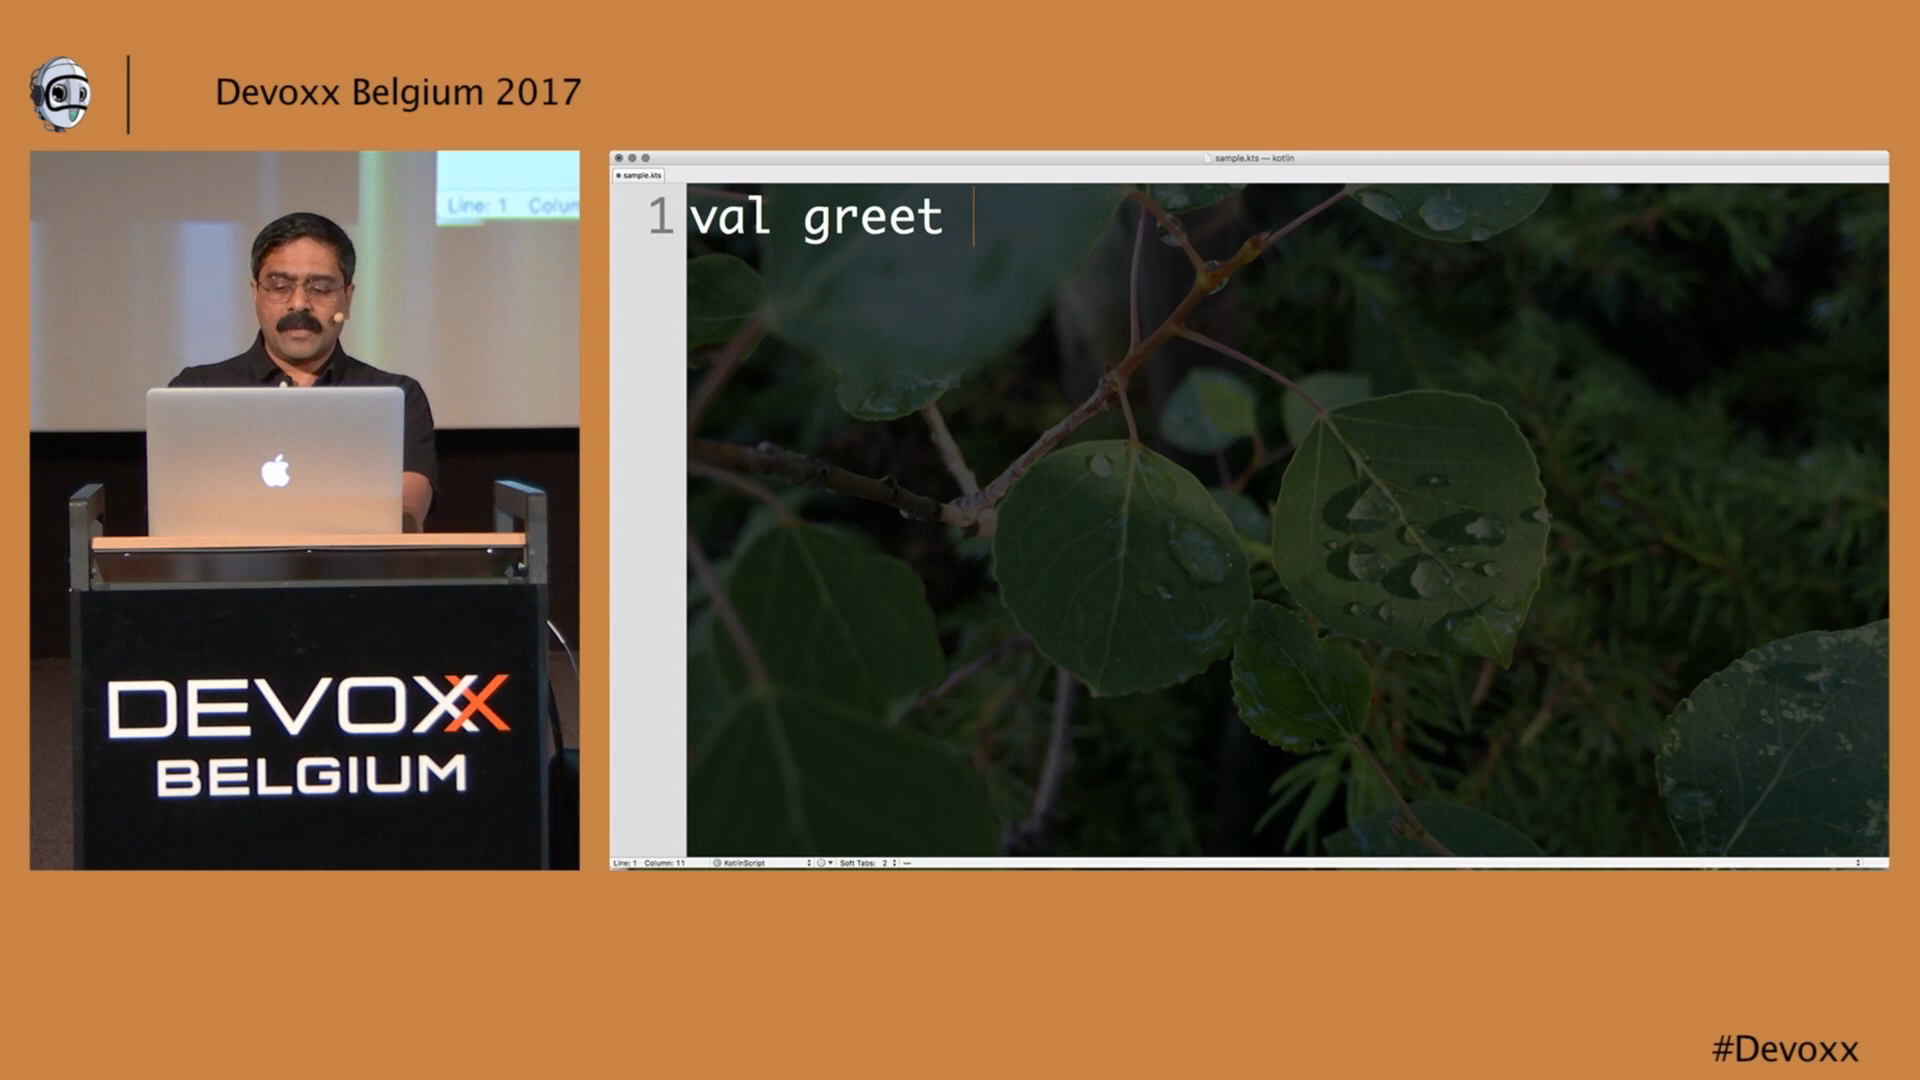 Devoxx Belgium 2017
Line: 1 Colum
DEVOXX
BELGIUM
sample.kts — kotlin
sample.kts
1 val greet
Line: 1 Column: 11 KotlinScript Soft Tabs: 2 —
#Devoxx